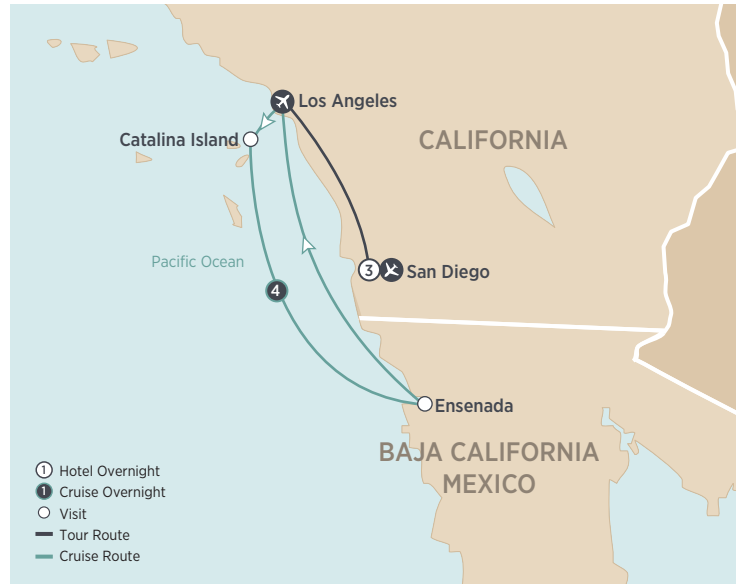 Los Angeles
Catalina Island
CALIFORNIA
Pacific Ocean
3
San Diego
4
Ensenada
BAJA CALIFORNIA
MEXICO
1 Hotel Overnight
1 Cruise Overnight
Visit
Tour Route
Cruise Route